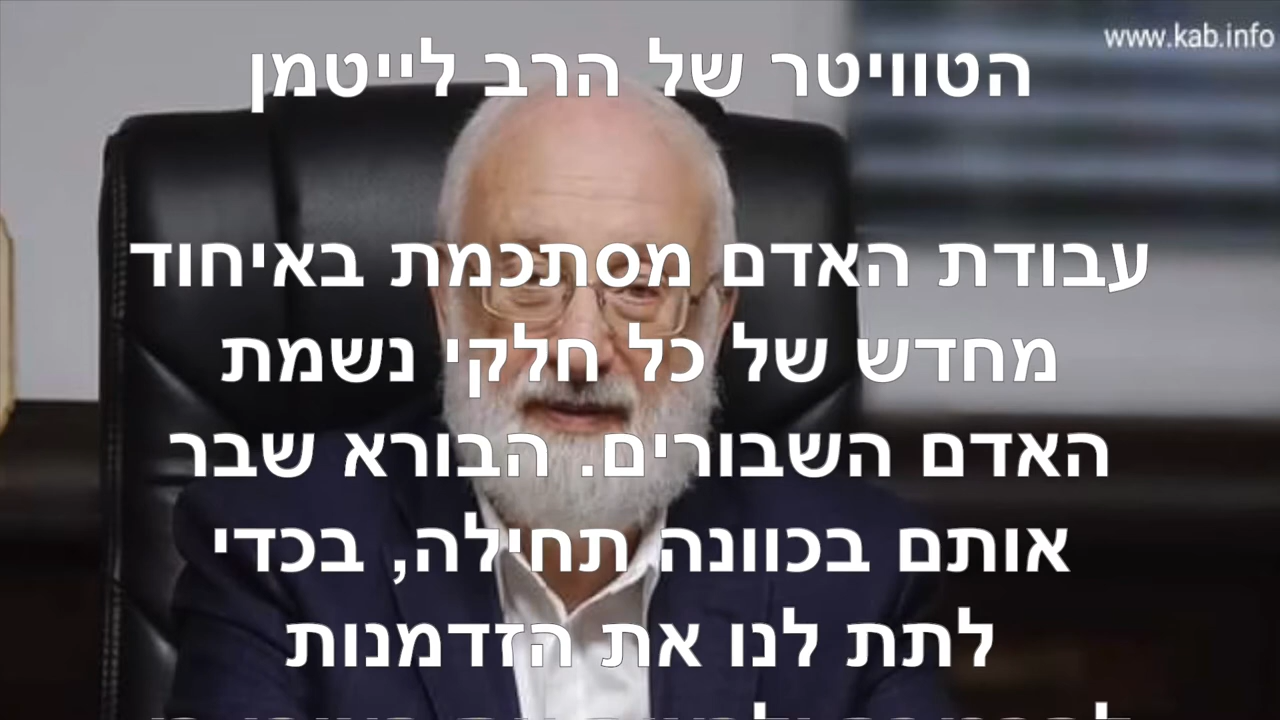 www.kab.info
הטוויטר של הרב לייטמן
עבודת האדם מסתכמת באיחוד
מחדש של כל חלקי נשמת
האדם השבורים. הבורא שבר
אותם בכוונה תחילה, בכדי
לתת לנו את הזדמנות